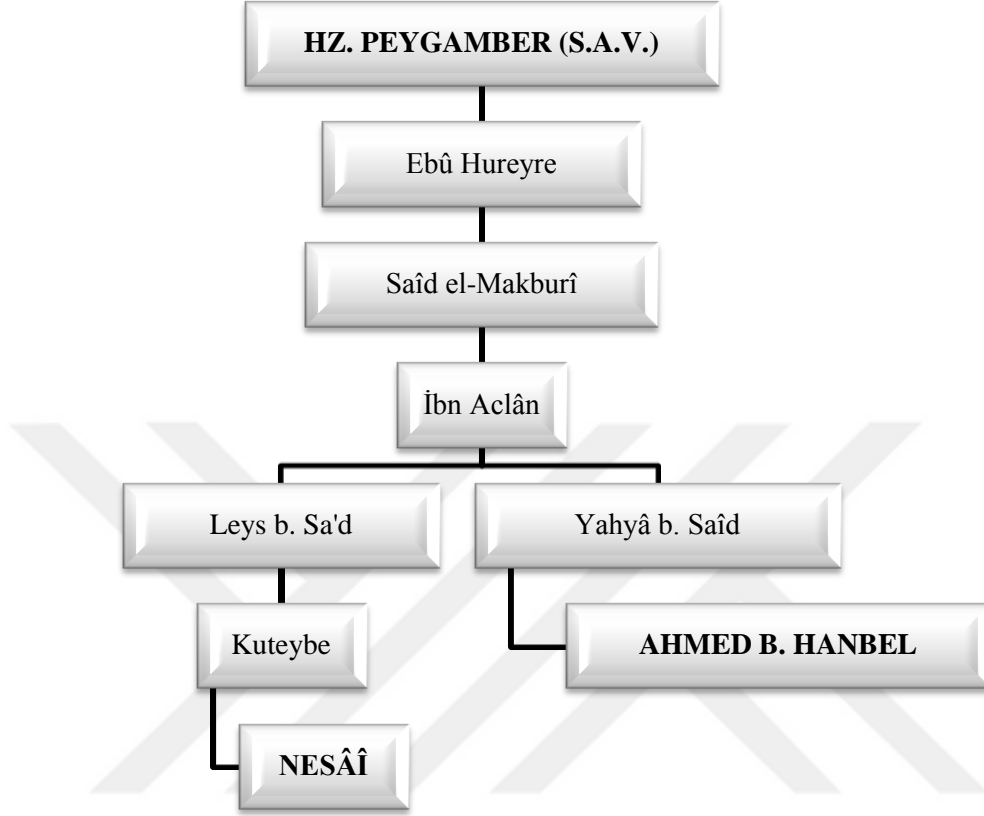 HZ. PEYGAMBER (S.A.V.)
Ebû Hureyre
Saîd el-Makburî
İbn Aclân
Leys b. Sa'd
Yahyâ b. Saîd
Kuteybe
AHMED B. HANBEL
NESÂÎ